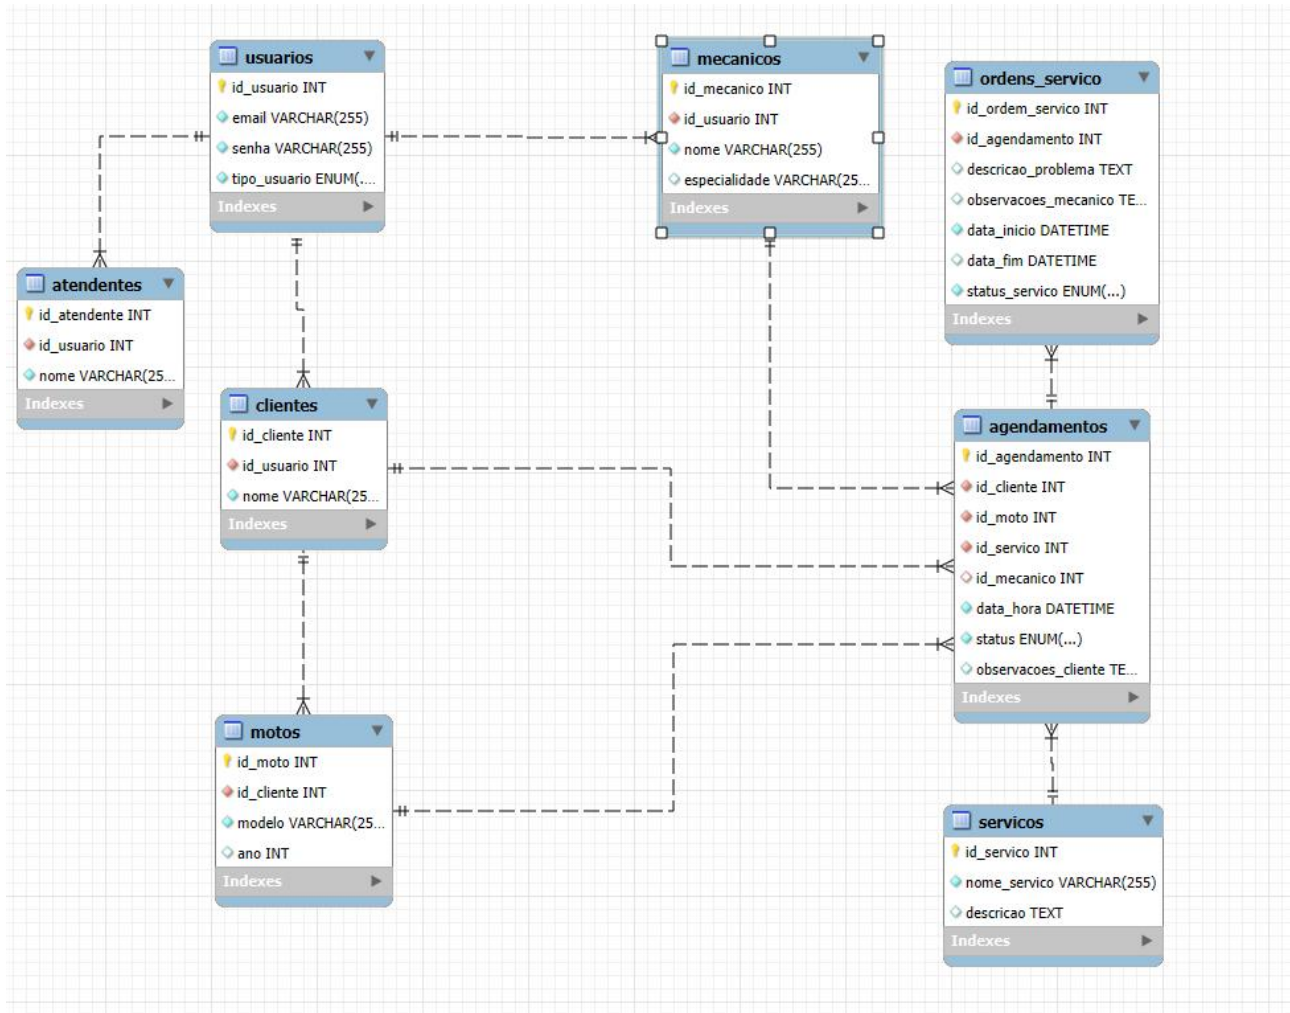 usuarios
id_usuario INT
email VARCHAR(255)
senha VARCHAR(255)
tipo_usuario ENUM(....
Indexes
mecanicos
id_mecanico INT
id_usuario INT
nome VARCHAR(255)
especialidade VARCHAR(25...
Indexes
ordens_servico
id_ordem_servico INT
id_agendamento INT
descricao_problema TEXT
observacoes_mecanico TE...
data_inicio DATETIME
data_fim DATETIME
status_servico ENUM(...)
Indexes
atendentes
id_atendente INT
id_usuario INT
nome VARCHAR(25...
Indexes
clientes
id_cliente INT
id_usuario INT
nome VARCHAR(25...
Indexes
agendamentos
id_agendamento INT
id_cliente INT
id_moto INT
id_servico INT
id_mecanico INT
data_hora DATETIME
status ENUM(...)
observacoes_cliente TE...
Indexes
motos
id_moto INT
id_cliente INT
modelo VARCHAR(25...
ano INT
Indexes
servicos
id_servico INT
nome_servico VARCHAR(255)
descricao TEXT
Indexes